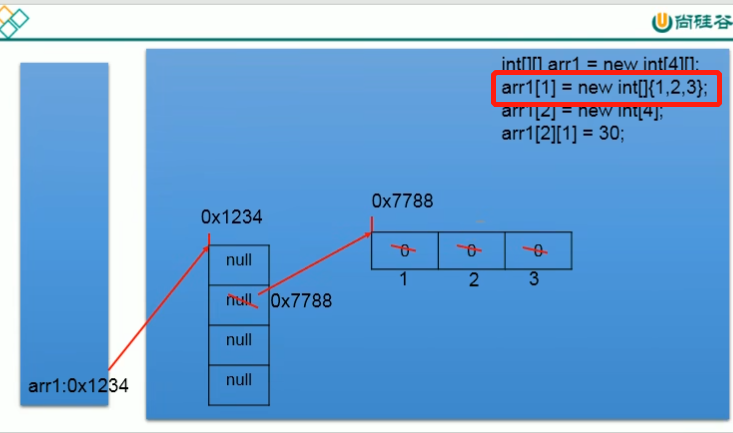 尚硅谷
int[][] arr1 = new int[4][];
arr1[1] = new int[]{1,2,3};
arr1[2] = new int[4];
arr1[2][1] = 30;
0x7788
0x1234
0 0 0
1 2 3
null
null 0x7788
null
null
arr1:0x1234